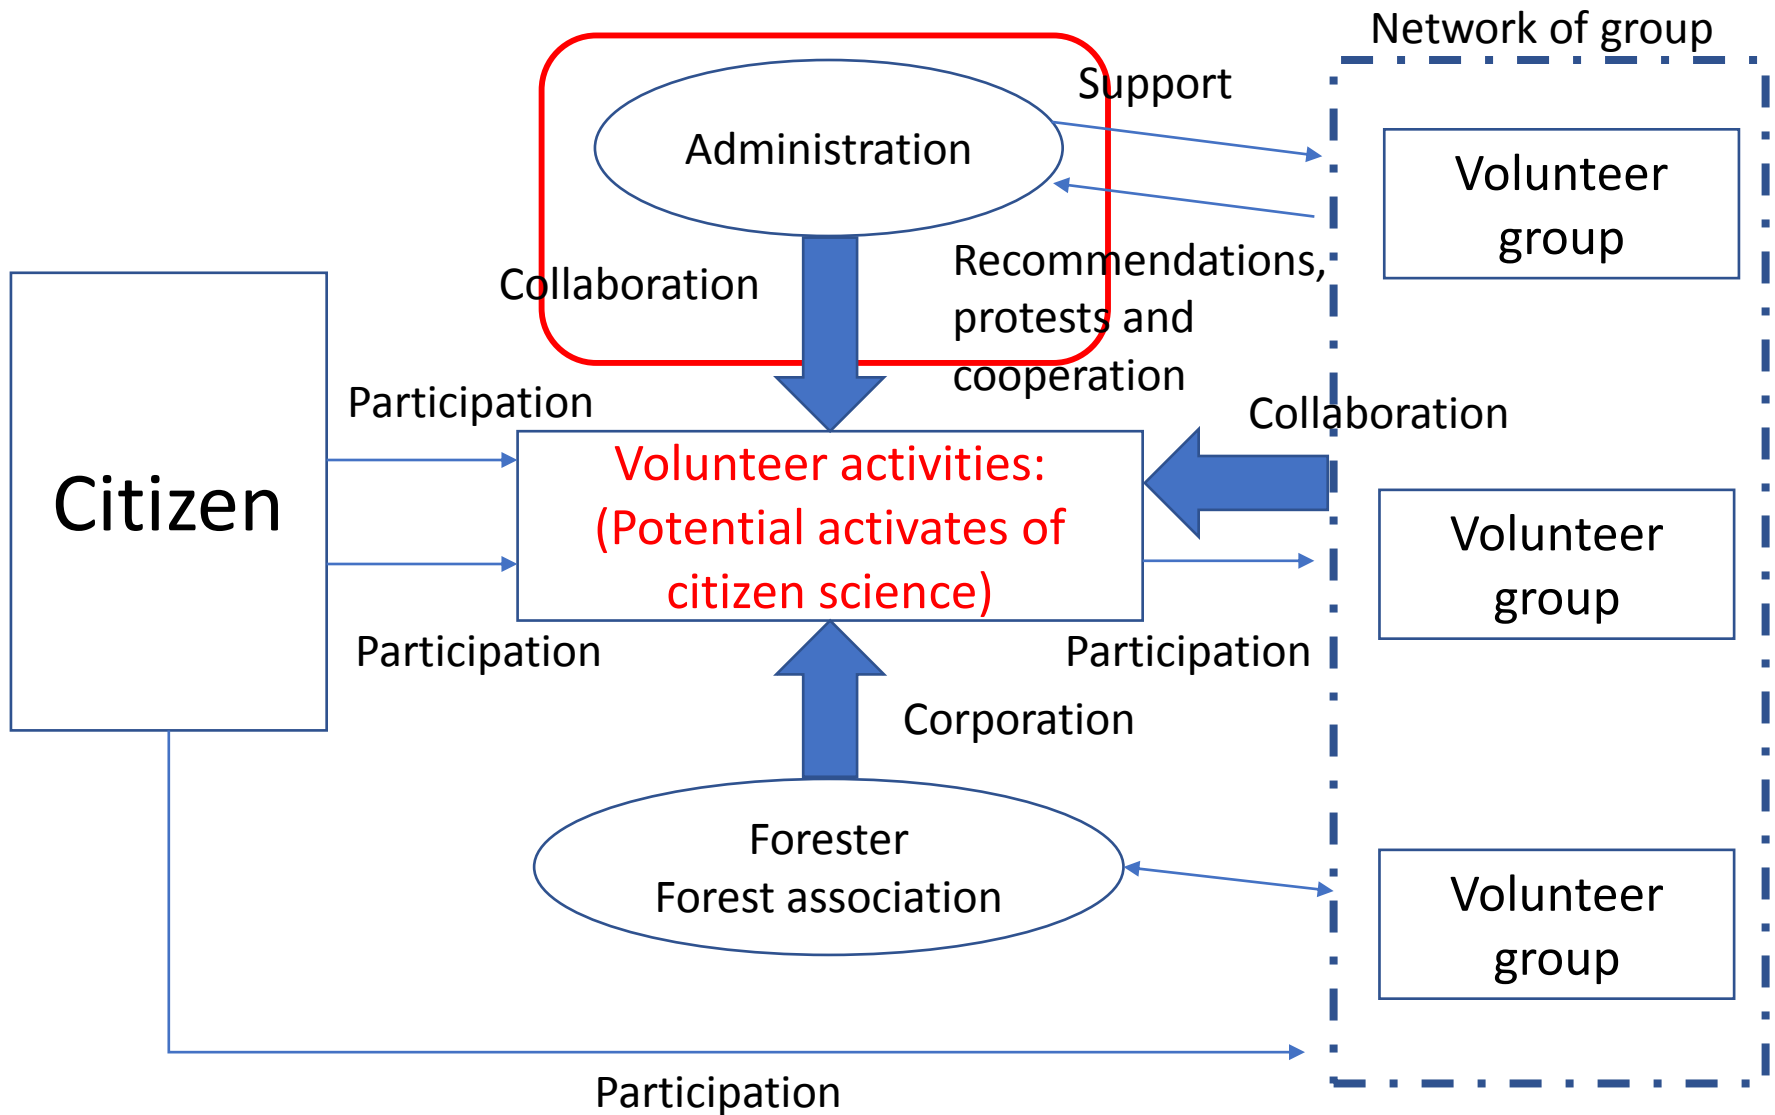 Network of group
Support
Administration
Volunteer
group
Collaboration
Recommendations,
protests and
cooperation
Participation
Collaboration
Citizen
Volunteer activities:
(Potential activates of
citizen science)
Volunteer
group
Participation
Participation
Corporation
Forester
Forest association
Volunteer
group
Participation